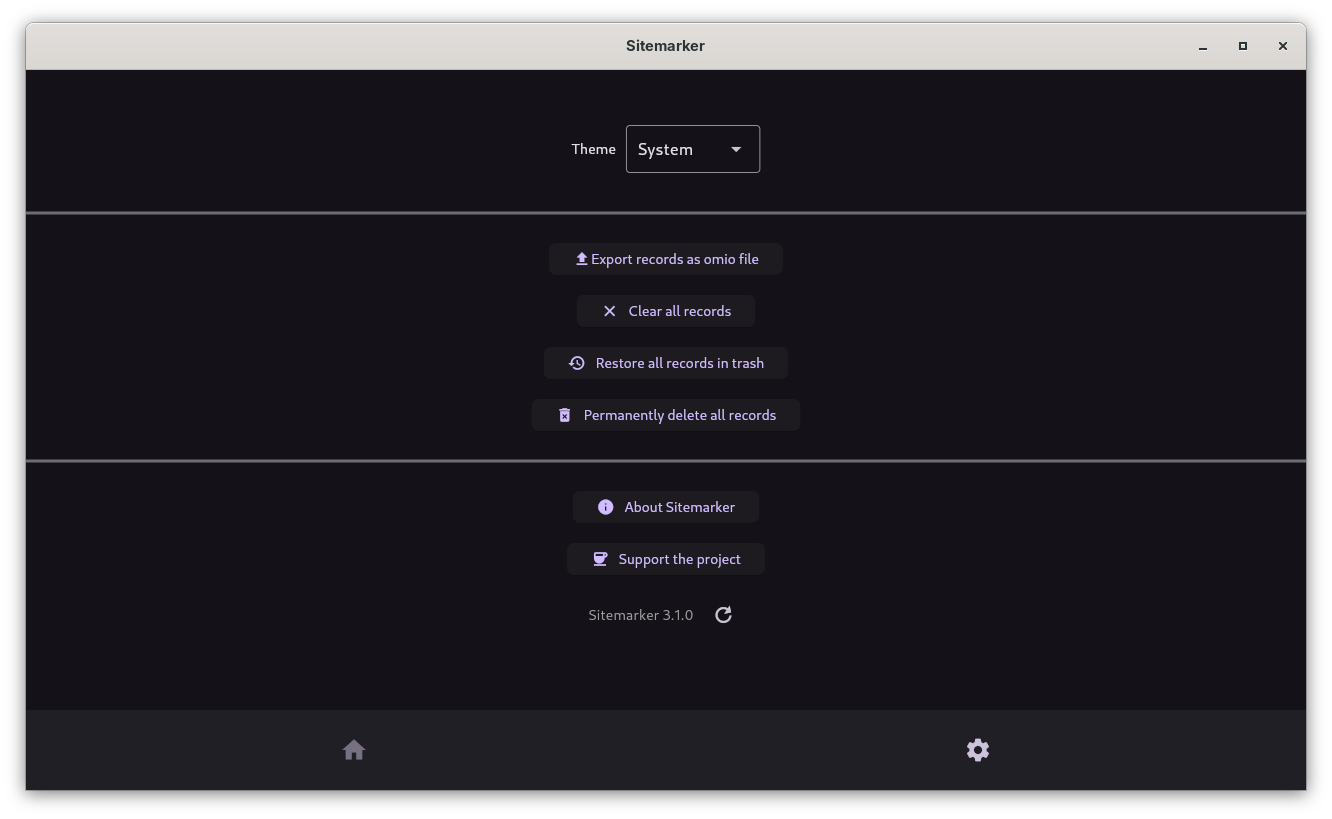 Sitemarker
Theme System
Export records as omio file
Clear all records
Restore all records in trash
Permanently delete all records
About Sitemarker
Support the project
Sitemarker 3.1.0